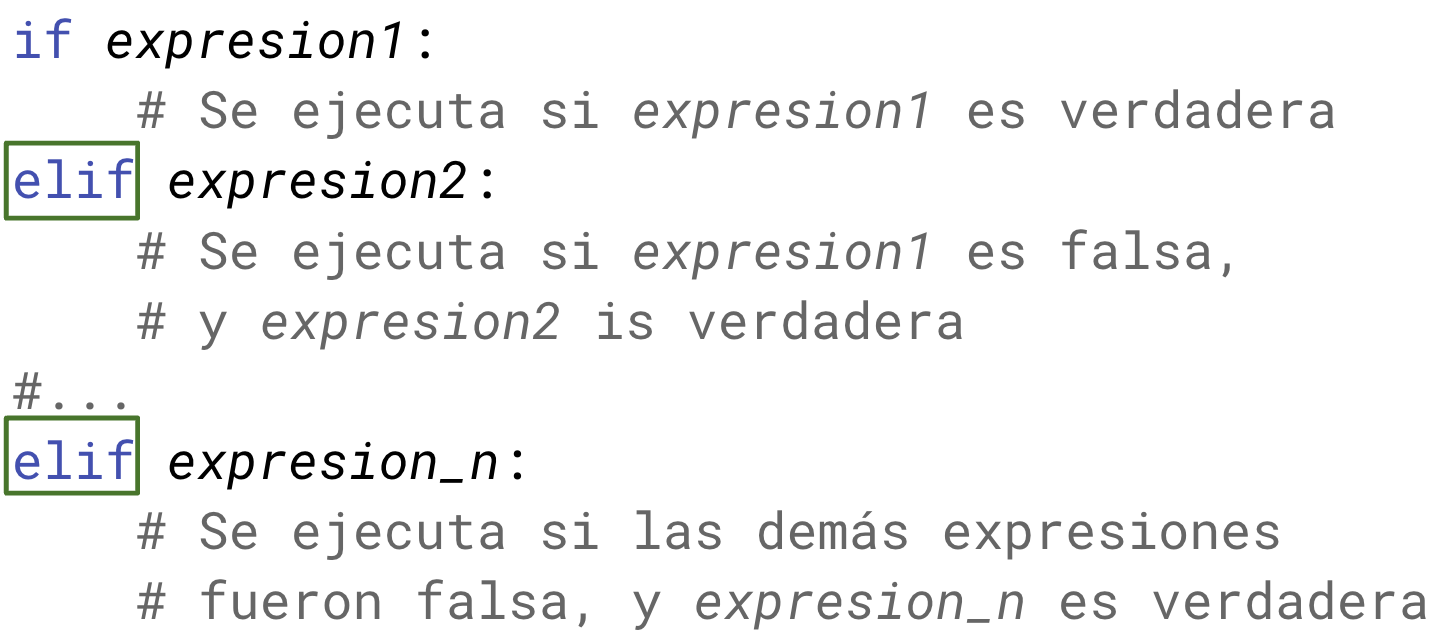 if expresion1:
    # Se ejecuta si expresion1 es verdadera
elif expresion2:
    # Se ejecuta si expresion1 es falsa,
    # y expresion2 is verdadera
#...
elif expresion_n:
    # Se ejecuta si las demás expresiones
    # fueron falsa, y expresion_n es verdadera